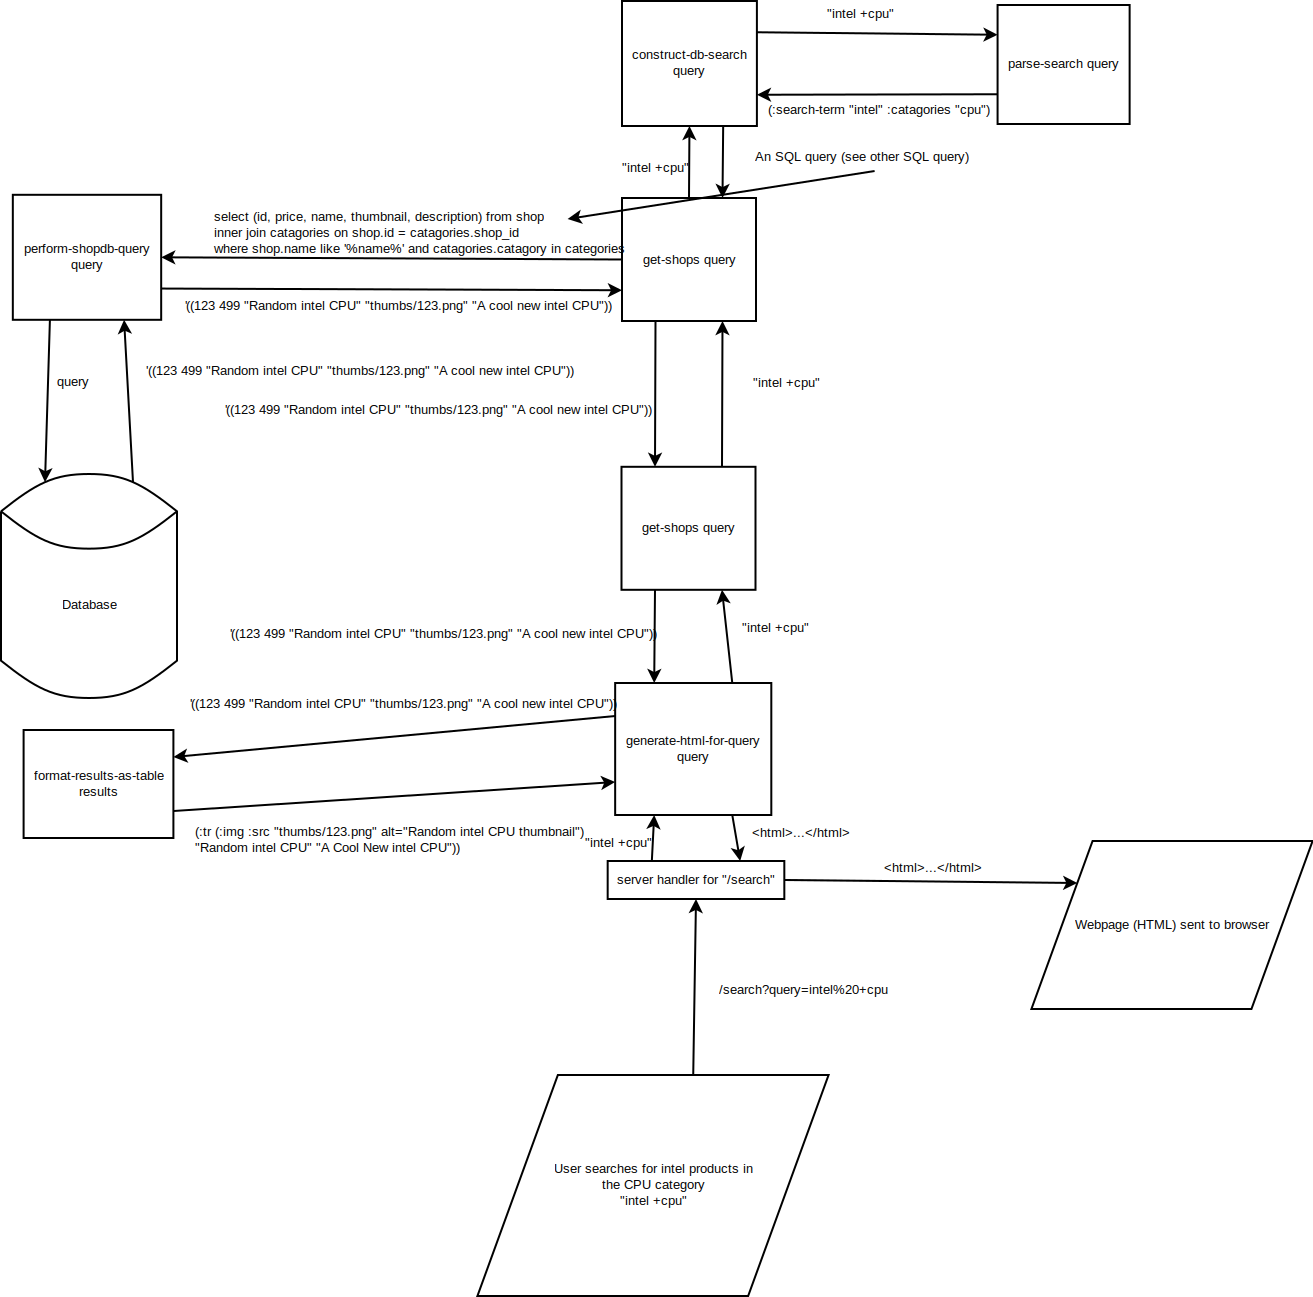 "intel +cpu"
construct-db-search
query
parse-search query
(:search-term "intel" :catagories "cpu")
An SQL query (see other SQL query)
"intel +cpu"
select (id, price, name, thumbnail, description) from shop
inner join catagories on shop.id = catagories.shop_id
where shop.name like '%name%' and catagories.catagory in categories
perform-shopdb-query
query
get-shops query
'((123 499 "Random intel CPU" "thumbs/123.png" "A cool new intel CPU"))
'((123 499 "Random intel CPU" "thumbs/123.png" "A cool new intel CPU"))
query
"intel +cpu"
'((123 499 "Random intel CPU" "thumbs/123.png" "A cool new intel CPU"))
get-shops query
Database
'((123 499 "Random intel CPU" "thumbs/123.png" "A cool new intel CPU"))
"intel +cpu"
'((123 499 "Random intel CPU" "thumbs/123.png" "A cool new intel CPU"))
generate-html-for-query
query
format-results-as-table
results
(:tr (:img :src "thumbs/123.png" alt="Random intel CPU thumbnail")
"Random intel CPU" "A Cool New intel CPU"))
"intel +cpu"
<html>...</html>
server handler for "/search"
<html>...</html>
Webpage (HTML) sent to browser
/search?query=intel%20+cpu
User searches for intel products in
the CPU category
"intel +cpu"